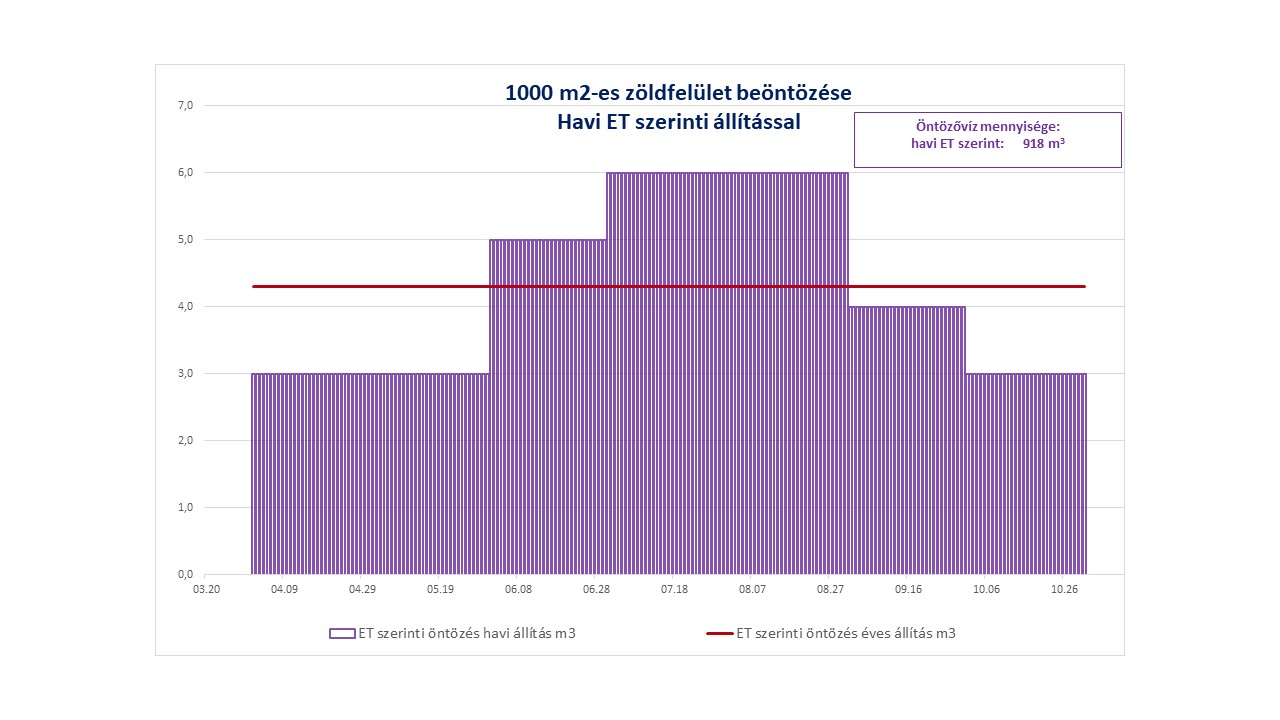 1000 m2-es zöldfelület beöntözése
Havi ET szerinti állítással
Öntözővíz mennyisége:
havi ET szerint: 918 m³
7,0
6,0
5,0
4,0
3,0
2,0
1,0
0,0
03.20 04.09 04.29 05.19 06.08 06.28 07.18 08.07 08.27 09.16 10.06 10.26
ET szerinti öntözés havi állítás m3 ET szerinti öntözés éves állítás m3